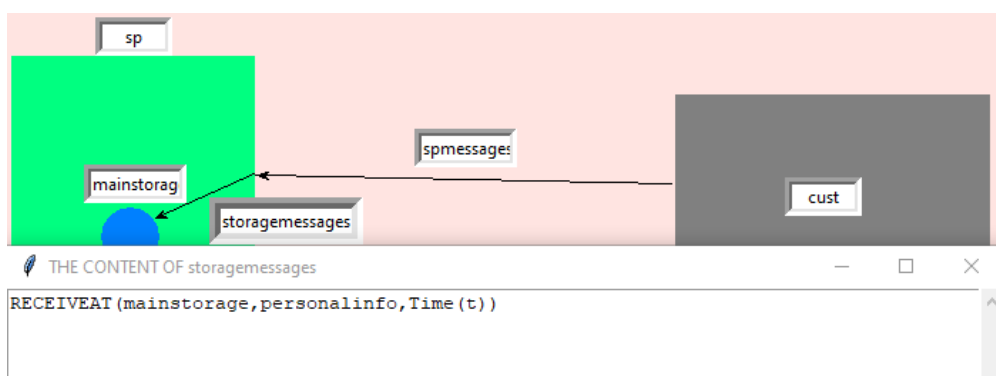 sp
spmessages
mainstorag
cust
storagemessages
THE CONTENT OF storagemessages
RECEIVEAT(mainstorage,personalinfo,Time(t))